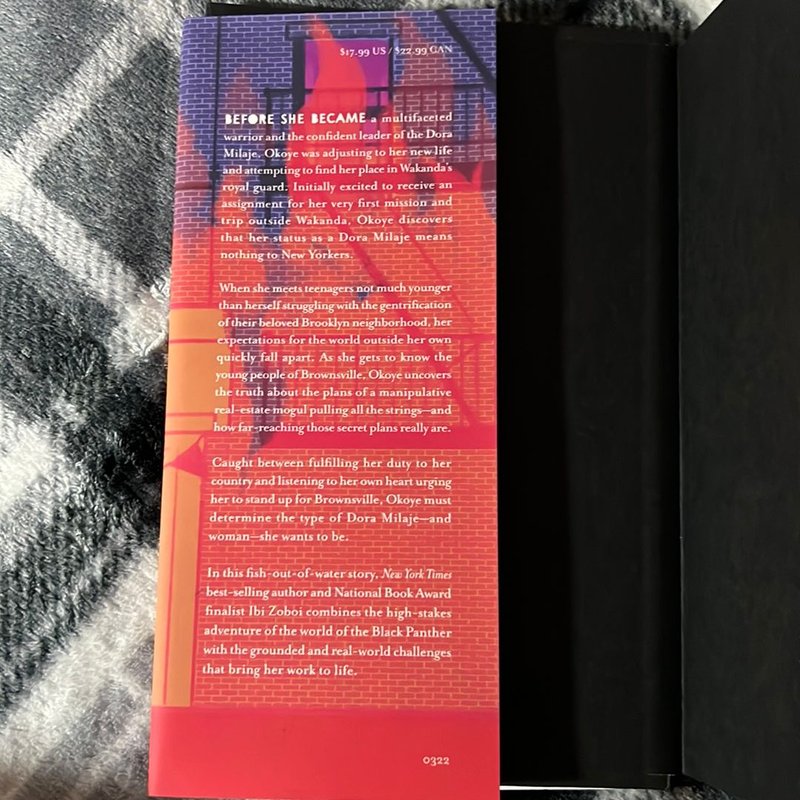 $17.99 US / $22.99 CAN
BEFORE SHE BECAME a multifaceted
warrior and the confident leader of the Dora
Milaje, Okoye was adjusting to her new life
and attempting to find her place in Wakanda's
royal guard. Initially excited to receive an
assignment for her very first mission and
trip outside Wakanda, Okoye discovers
that her status as a Dora Milaje means
nothing to New Yorkers.
When she meets teenagers not much younger
than herself struggling with the gentrification
of their beloved Brooklyn neighborhood, her
expectations for the world outside her own
quickly fall apart. As she gets to know the
young people of Brownsville, Okoye uncovers
the truth about the plans of a manipulative
real-estate mogul pulling all the strings—and
how far-reaching those secret plans really are.
Caught between fulfilling her duty to her
country and listening to her own heart urging
her to stand up for Brownsville, Okoye must
determine the type of Dora Milaje—and
woman—she wants to be.
In this fish-out-of-water story, New York Times
best-selling author and National Book Award
finalist Ibi Zoboi combines the high-stakes
adventure of the world of the Black Panther
with the grounded and real-world challenges
that bring her work to life.
0322